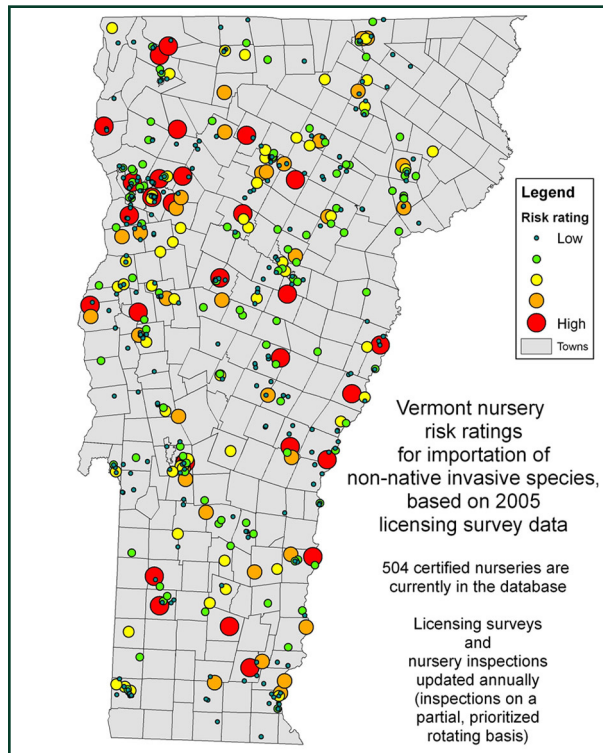 Legend
Risk rating
Low
High
Towns
Vermont nursery
risk ratings
for importation of
non-native invasive species,
based on 2005
licensing survey data
504 certified nurseries are
currently in the database
Licensing surveys
and
nursery inspections
updated annually
(inspections on a
partial, prioritized
rotating basis)